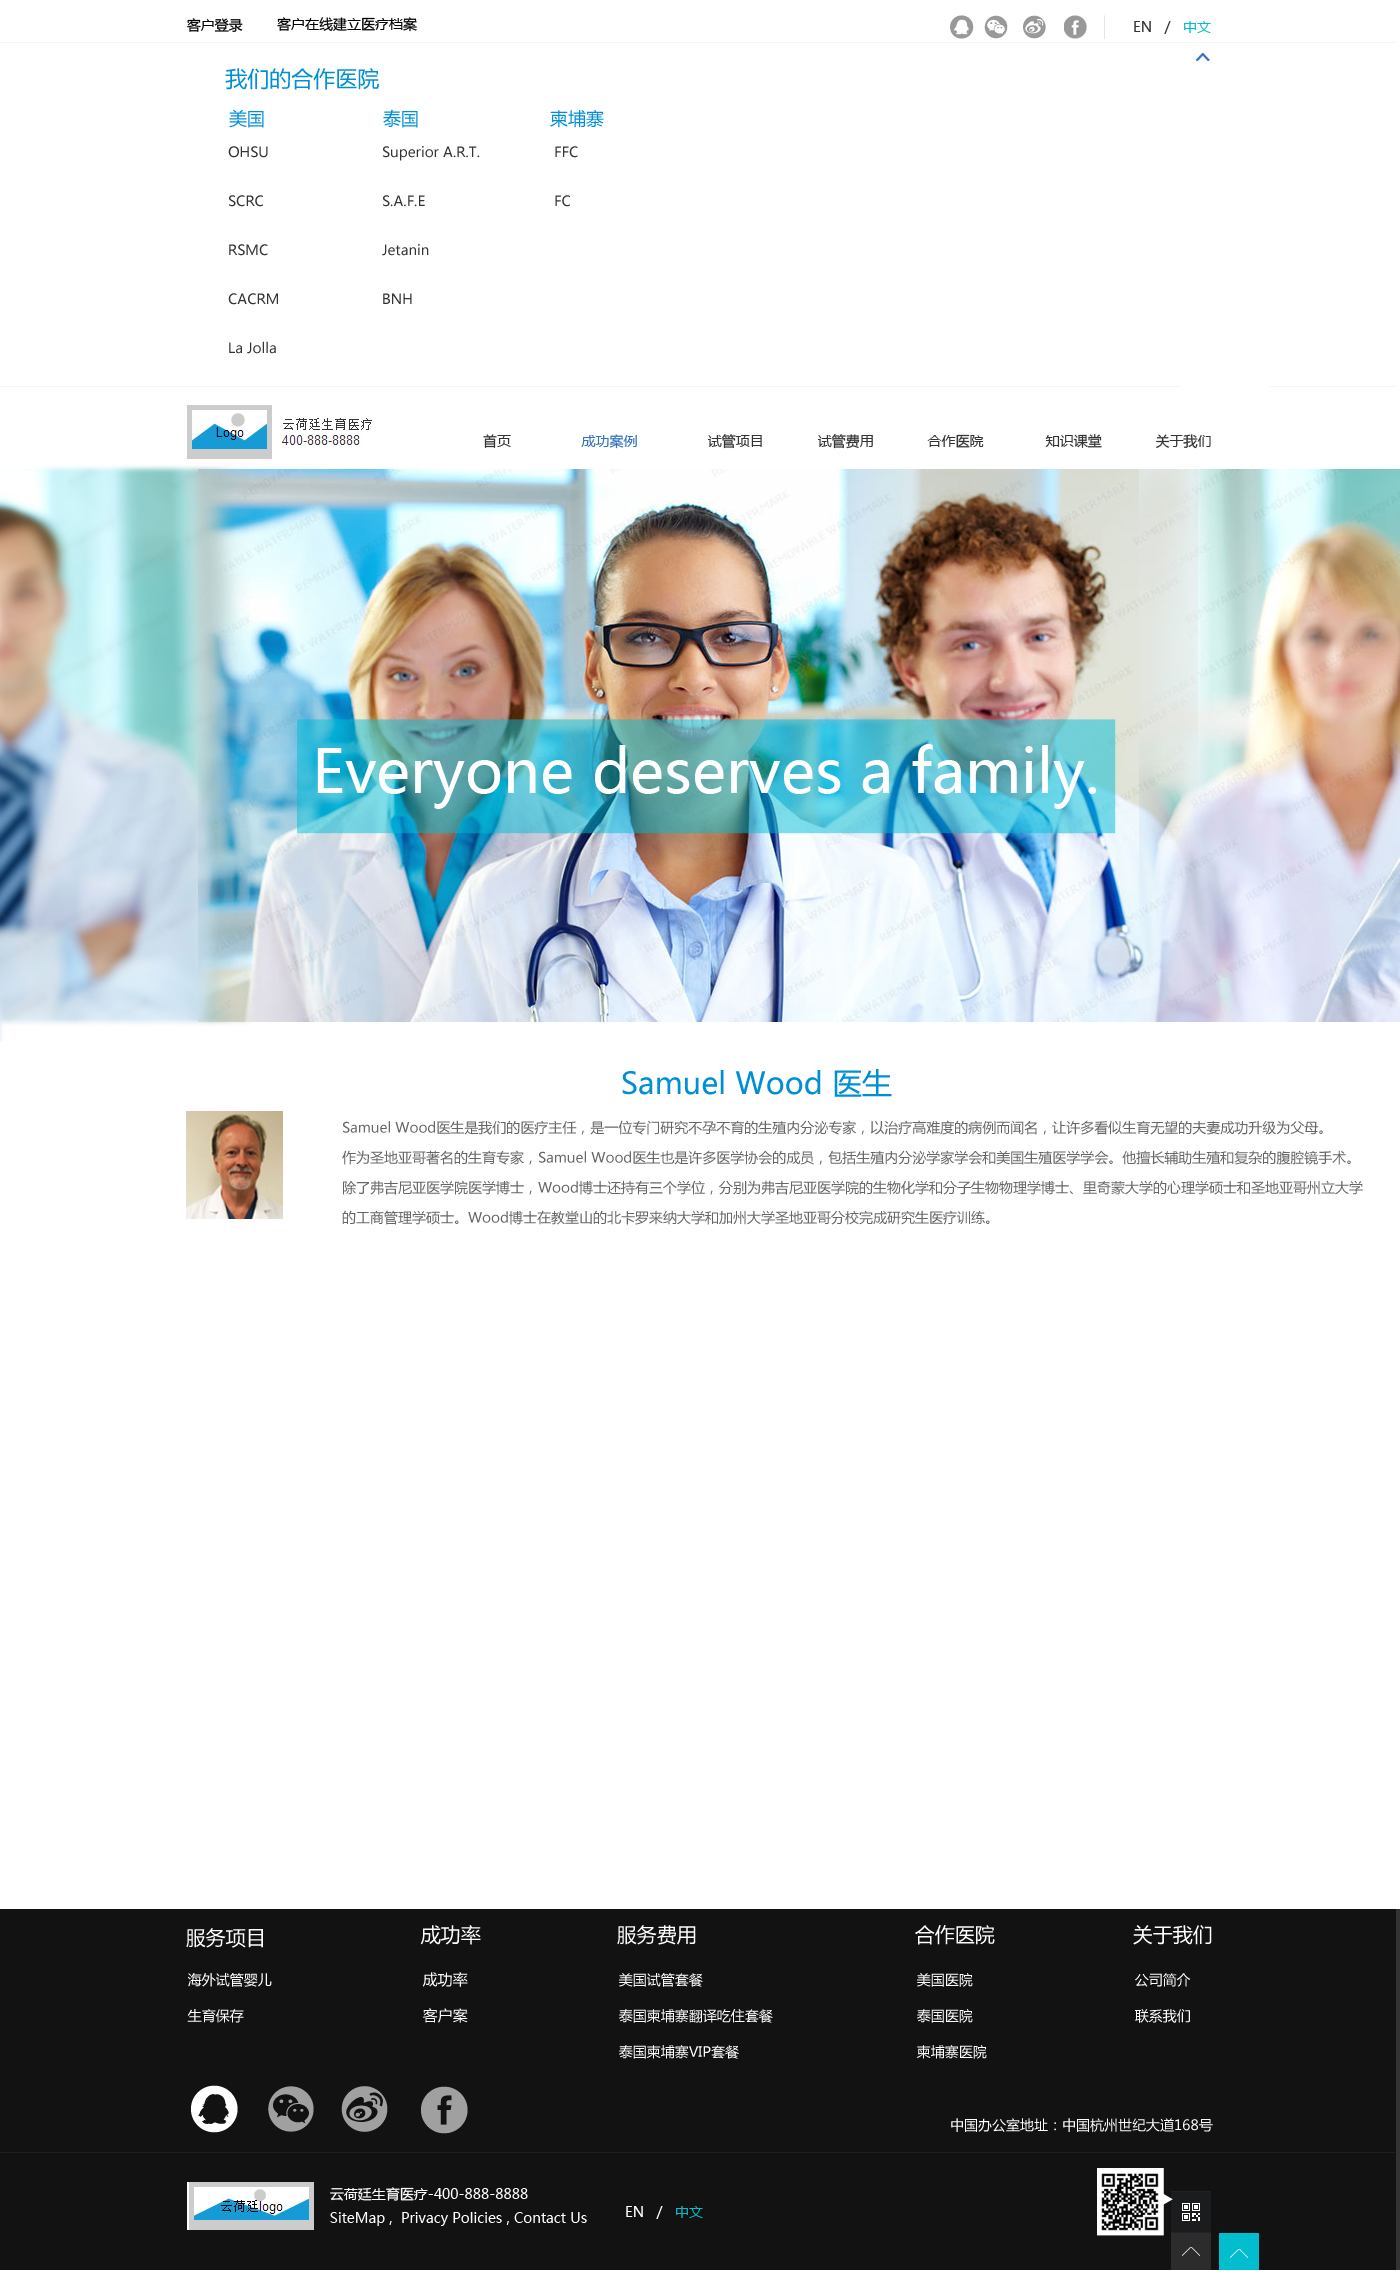 客户登录 客户在线建立医疗档案 EN / 中文
我们的合作医院
美国 泰国 柬埔寨
OHSU Superior A.R.T. FFC
SCRC S.A.F.E FC
RSMC Jetanin
CACRM BNH
La Jolla
Logo
云荷廷生育医疗
400-888-8888
首页 成功案例 试管项目 试管费用 合作医院 知识课堂 关于我们
REMOVABLE WATERMARK
Everyone deserves a family.
Samuel Wood 医生
Samuel Wood医生是我们的医疗主任，是一位专门研究不孕不育的生殖内分泌专家，以治疗高难度的病例而闻名，让许多看似生育无望的夫妻成功升级为父母。
作为圣地亚哥著名的生育专家，Samuel Wood医生也是许多医学协会的成员，包括生殖内分泌学家学会和美国生殖医学学会。他擅长辅助生殖和复杂的腹腔镜手术。
除了弗吉尼亚医学院医学博士，Wood博士还持有三个学位，分别为弗吉尼亚医学院的生物化学和分子生物物理学博士、里奇蒙大学的心理学硕士和圣地亚哥州立大学
的工商管理学硕士。Wood博士在教堂山的北卡罗来纳大学和加州大学圣地亚哥分校完成研究生医疗训练。
服务项目 成功率 服务费用 合作医院 关于我们
海外试管婴儿 成功率 美国试管套餐 美国医院 公司简介
生育保存 客户案 泰国柬埔寨翻译吃住套餐 泰国医院 联系我们
泰国柬埔寨VIP套餐 柬埔寨医院
中国办公室地址：中国杭州世纪大道168号
云荷廷logo
云荷廷生育医疗-400-888-8888
SiteMap , Privacy Policies , Contact Us
EN / 中文